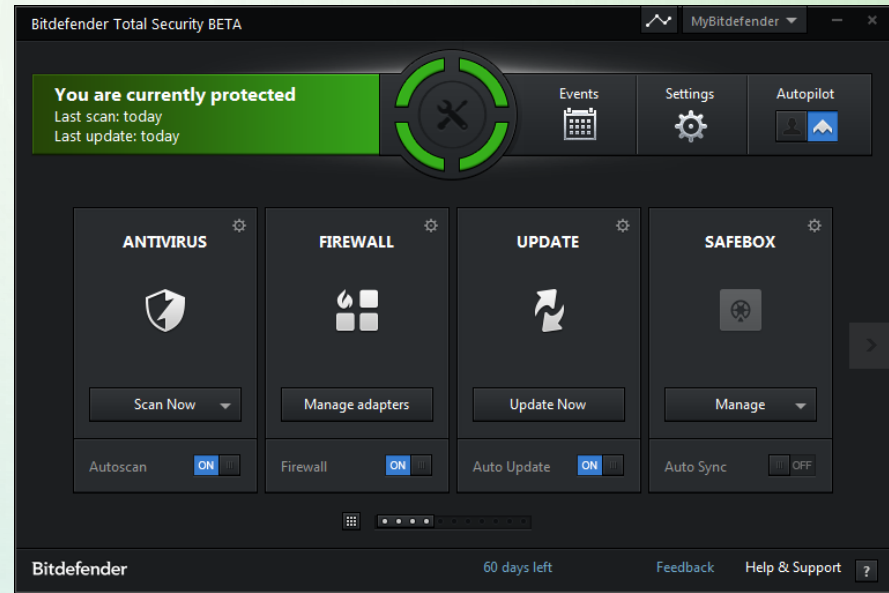 Bitdefender Total Security BETA
MyBitdefender
You are currently protected
Last scan: today
Last update: today
Events
Settings
Autopilot
ANTIVIRUS
FIREWALL
UPDATE
SAFEBOX
Scan Now
Manage adapters
Update Now
Manage
Autoscan ON
Firewall ON
Auto Update ON
Auto Sync OFF
Bitdefender
60 days left
Feedback
Help & Support ?